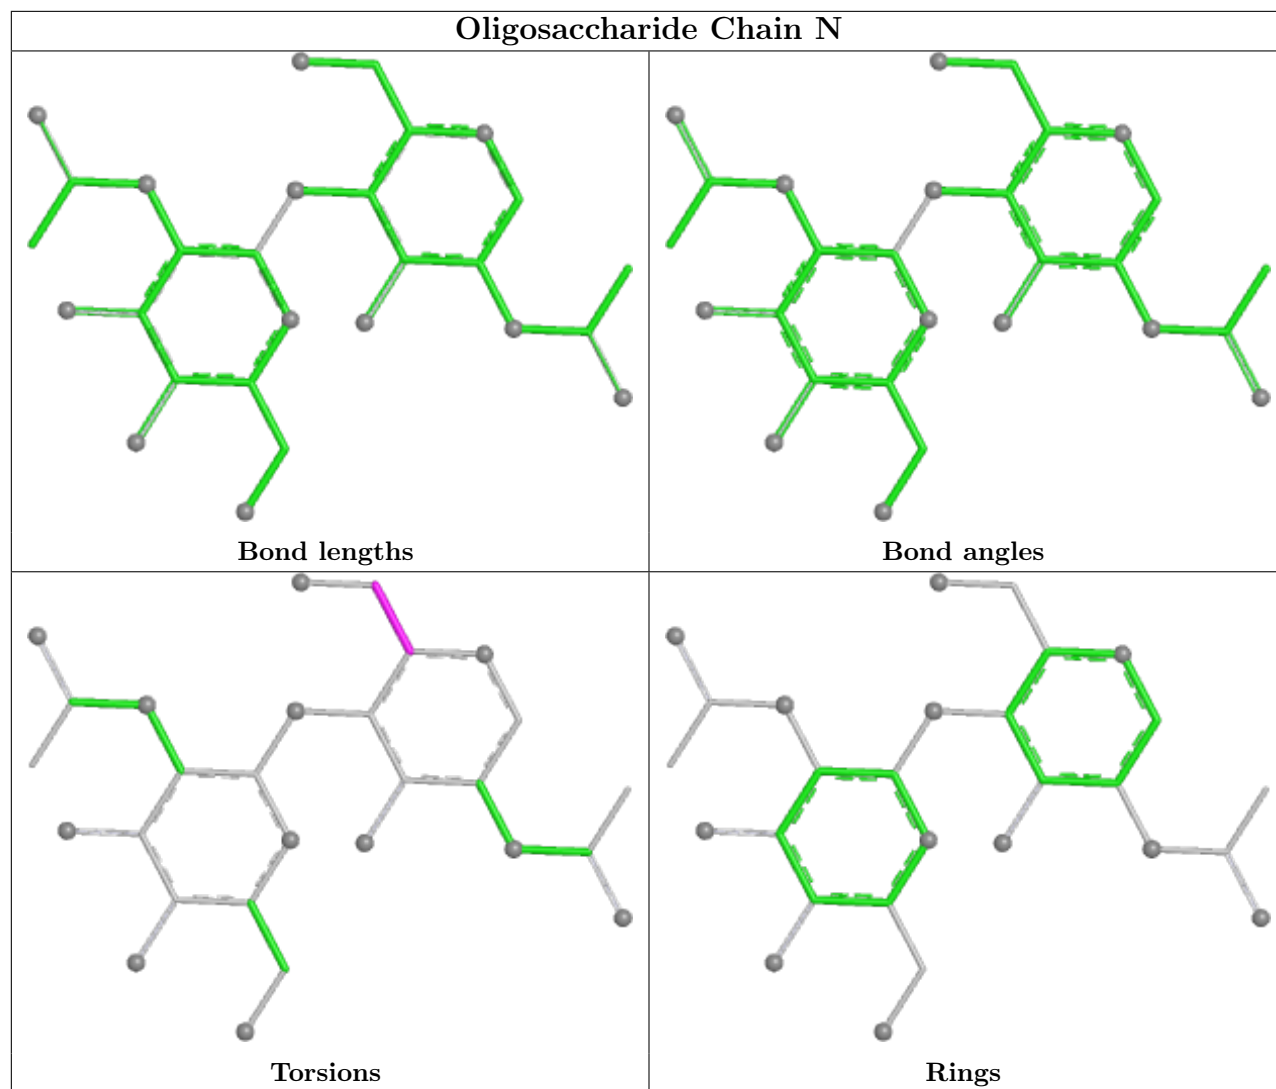 Oligosaccharide Chain N
Bond lengths
Bond angles
Torsions
Rings